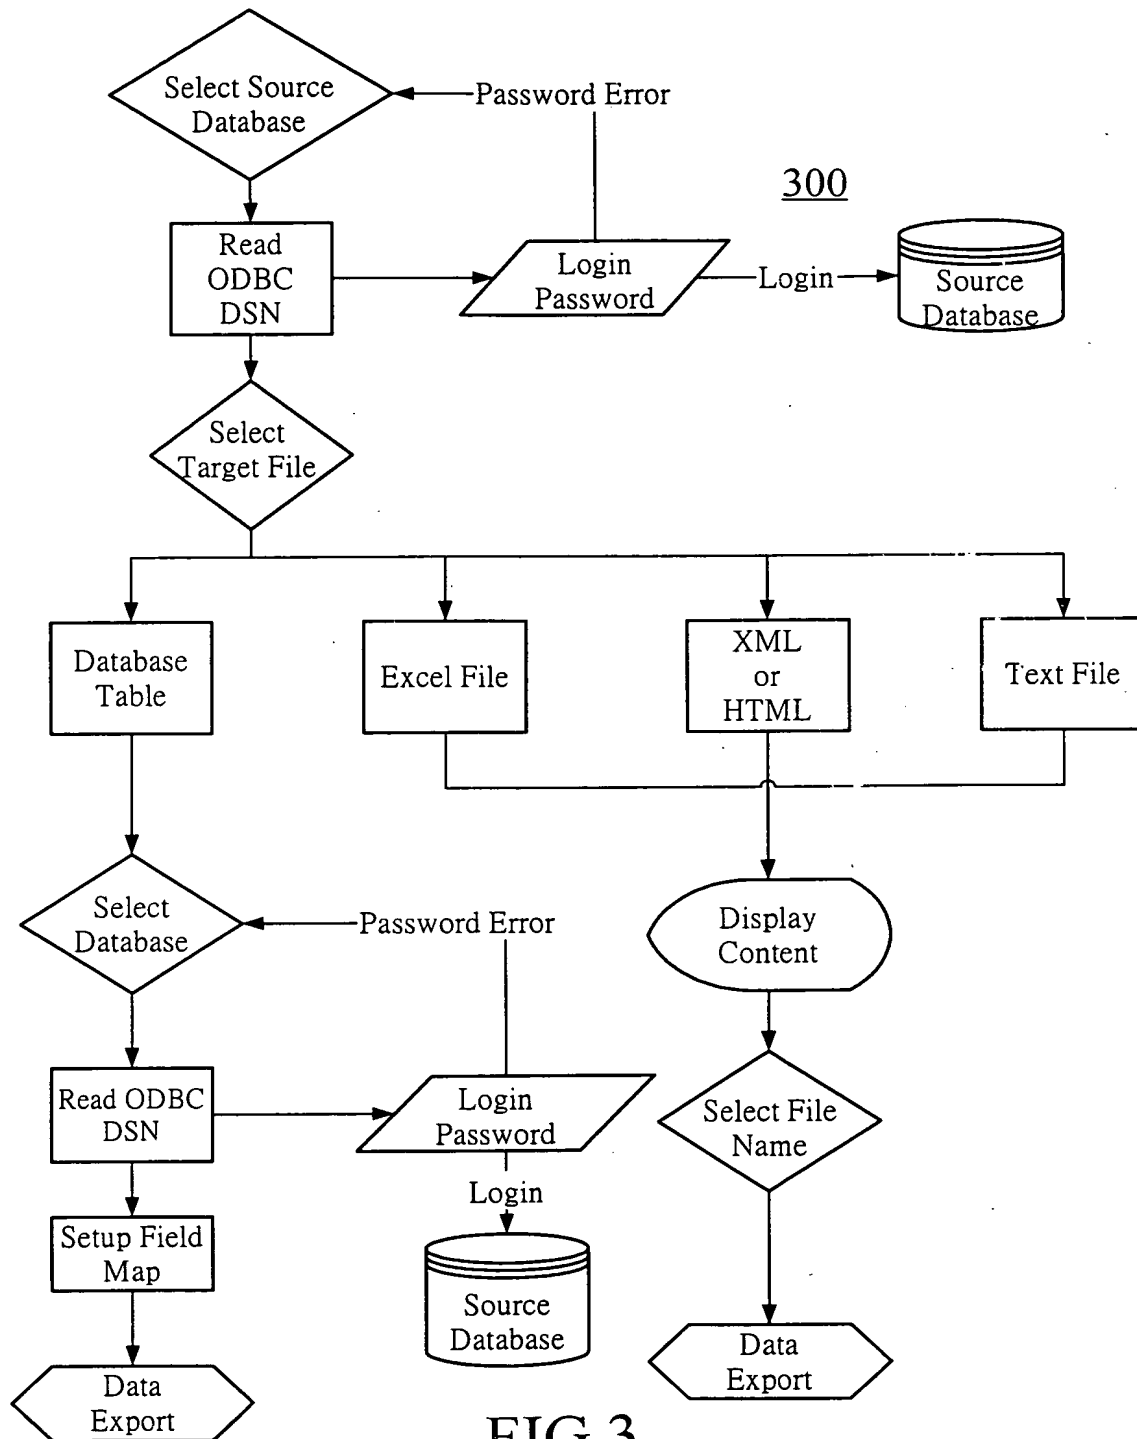 Select Source
Database
Password Error
300
Read
ODBC
DSN
Login
Password
Login
Source
Database
Select
Target File
Database
Table
Excel File
XML
or
HTML
Text File
Select
Database
Password Error
Display
Content
Read ODBC
DSN
Login
Password
Select File
Name
Login
Setup Field
Map
Source
Database
Data
Export
Data
Export
FIG.3